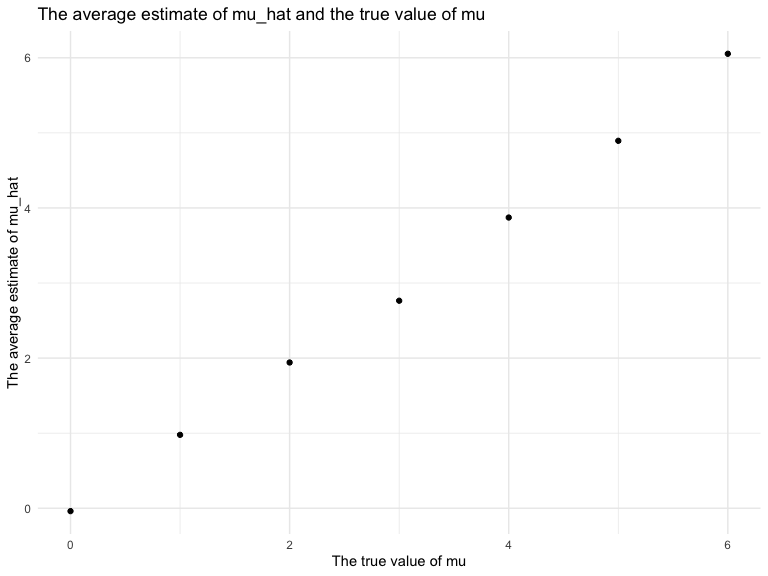 The average estimate of mu_hat and the true value of mu
The average estimate of mu_hat
6
4
2
0
0 2 4 6
The true value of mu